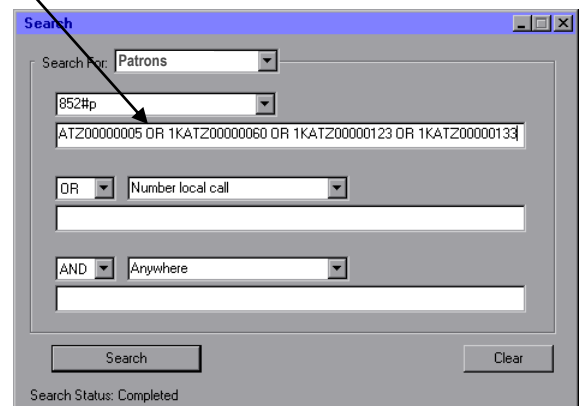 Search
Search For: Patrons
852#p
ATZ00000005 OR 1KATZ00000060 OR 1KATZ00000123 OR 1KATZ00000133
OR Number local call
AND Anywhere
Search Clear
Search Status: Completed